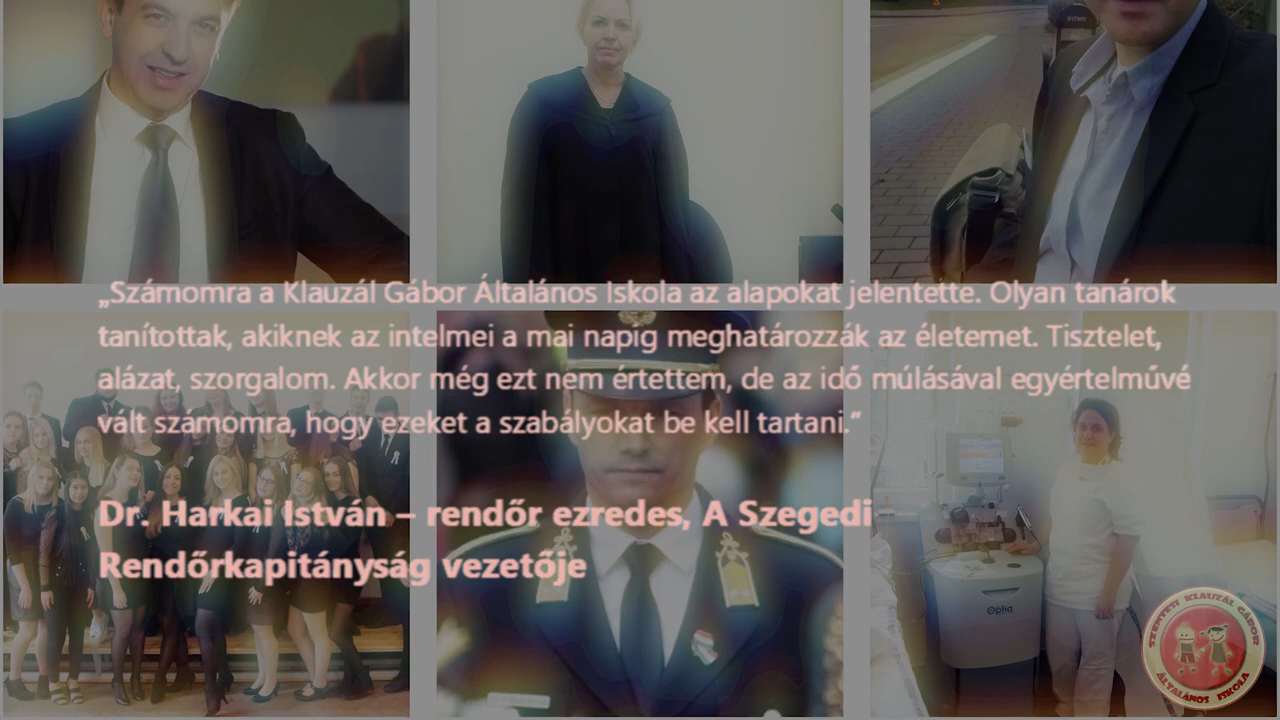 „Számomra a Klauzál Gábor Általános Iskola az alapokat jelentette. Olyan tanárok
tanítottak, akiknek az intelmei a mai napig meghatározzák az életemet. Tisztelet,
alázat, szorgalom. Akkor még ezt nem értettem, de az idő múlásával egyértelművé
vált számomra, hogy ezeket a szabályokat be kell tartani.”
Dr. Harkai István – rendőr ezredes, A Szegedi
Rendőrkapitányság vezetője
Optia
SZENTESI KLAUZÁL GÁBOR
ÁLTALÁNOS ISKOLA